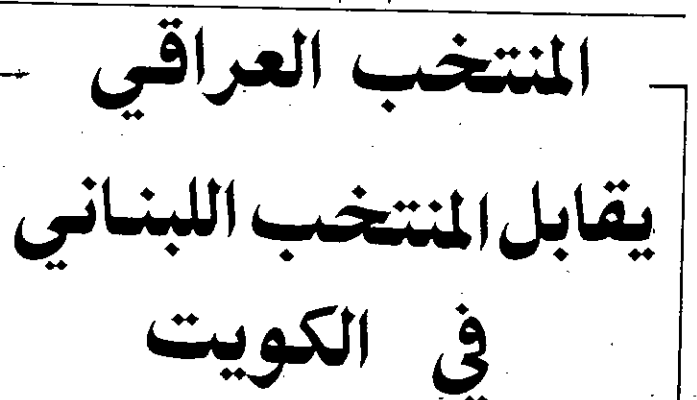 المنتخب العراقي
يقابل المنتخب اللبناني
في الكويت